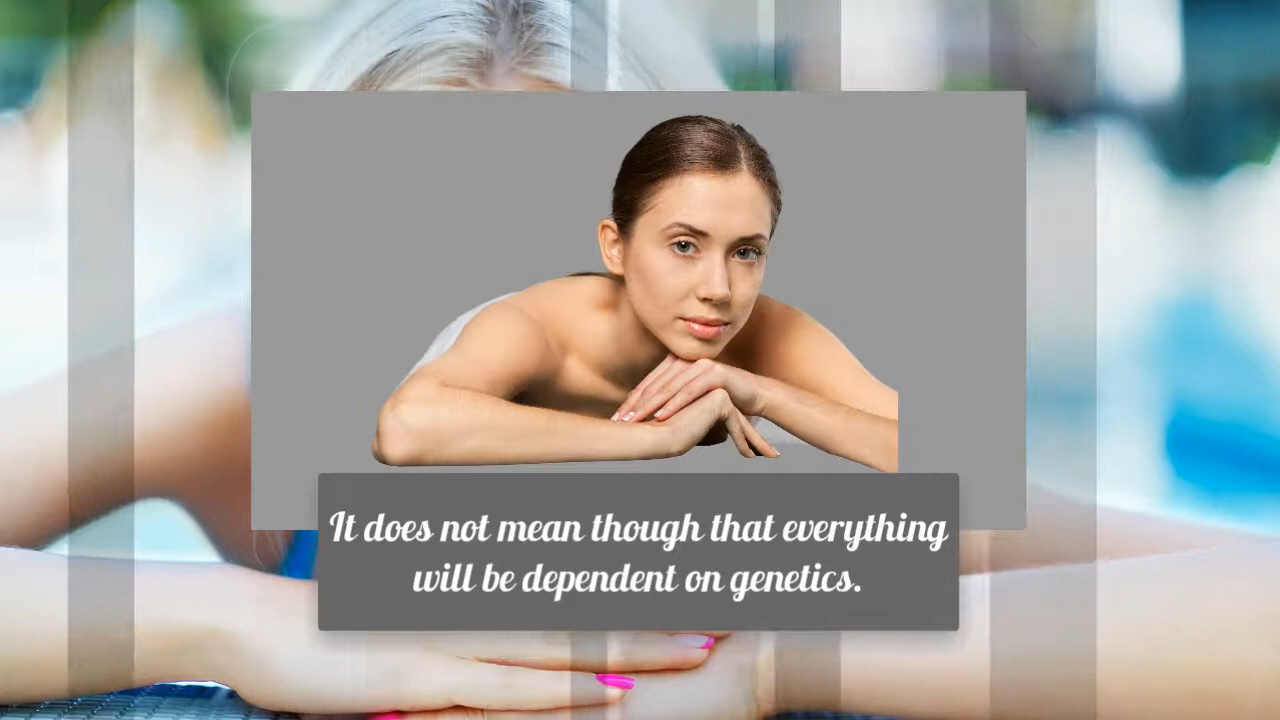 It does not mean though that everything
will be dependent on genetics.